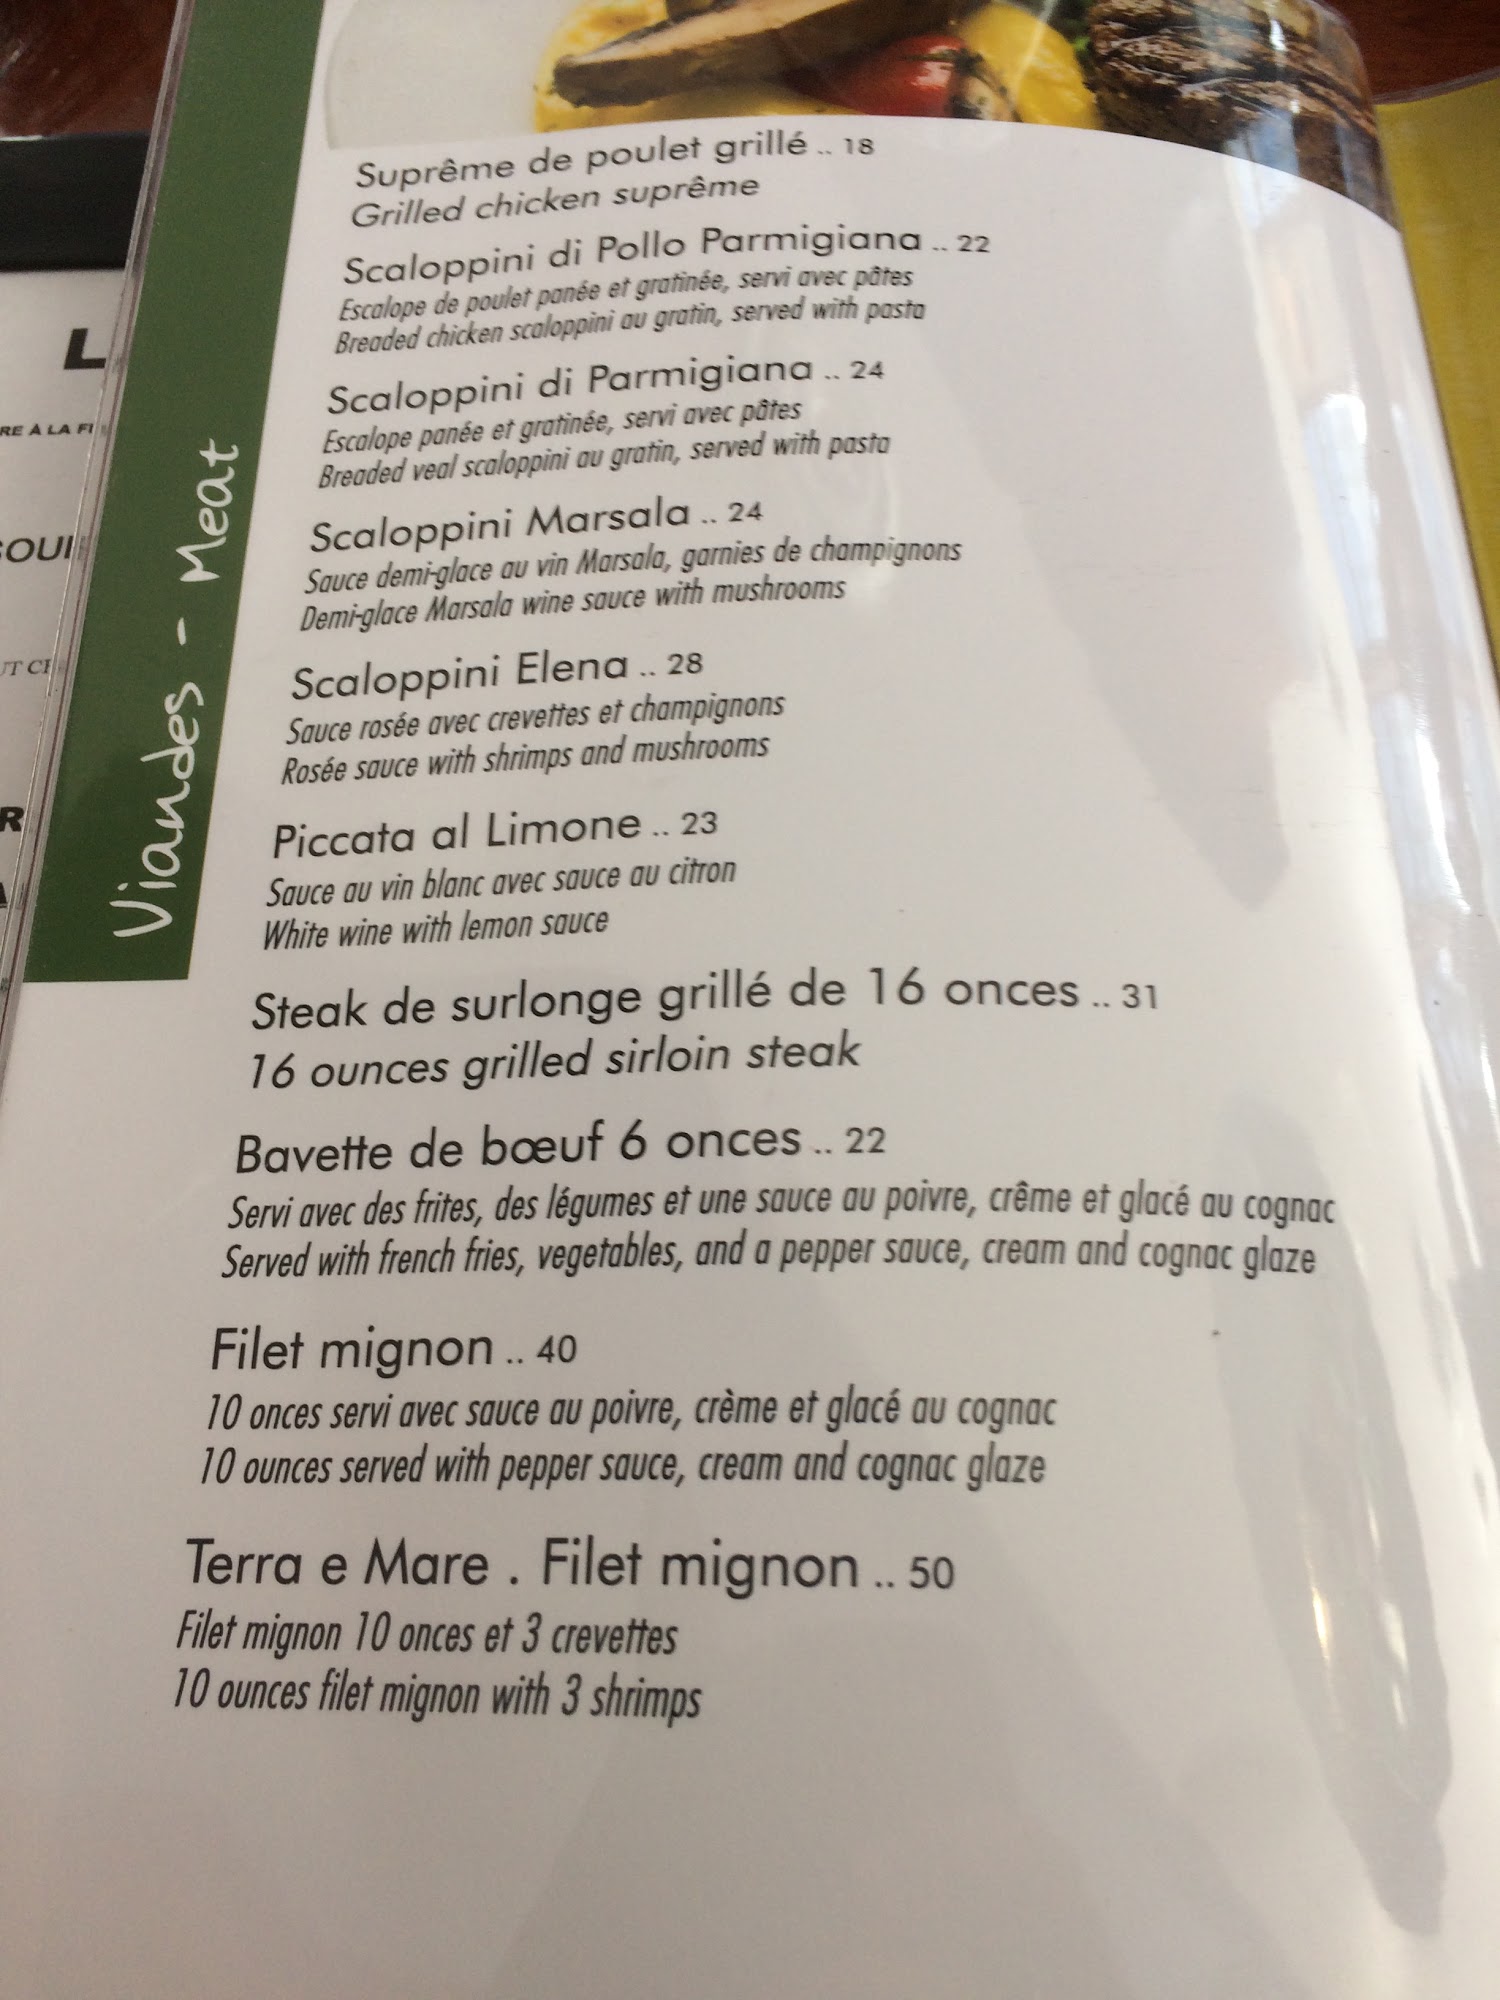 Suprême de poulet grillé .. 18
Grilled chicken suprême
Scaloppini di Pollo Parmigiana .. 22
Escalope de poulet panée et gratinée, servi avec pâtes
Breaded chicken scaloppini au gratin, served with pasta
Scaloppini di Parmigiana .. 24
Escalope panée et gratinée, servi avec pâtes
Breaded veal scaloppini au gratin, served with pasta
Scaloppini Marsala .. 24
Sauce demi-glace au vin Marsala, garnies de champignons
Demi-glace Marsala wine sauce with mushrooms
Scaloppini Elena .. 28
Sauce rosée avec crevettes et champignons
Rosée sauce with shrimps and mushrooms
Piccata al Limone .. 23
Sauce au vin blanc avec sauce au citron
White wine with lemon sauce
Steak de surlonge grillé de 16 onces .. 31
16 ounces grilled sirloin steak
Bavette de bœuf 6 onces .. 22
Servi avec des frites, des légumes et une sauce au poivre, crême et glacé au cognac
Served with french fries, vegetables, and a pepper sauce, cream and cognac glaze
Filet mignon .. 40
10 onces servi avec sauce au poivre, crème et glacé au cognac
10 ounces served with pepper sauce, cream and cognac glaze
Terra e Mare . Filet mignon .. 50
Filet mignon 10 onces et 3 crevettes
10 ounces filet mignon with 3 shrimps
Viandes - Meat
L
RE À LA